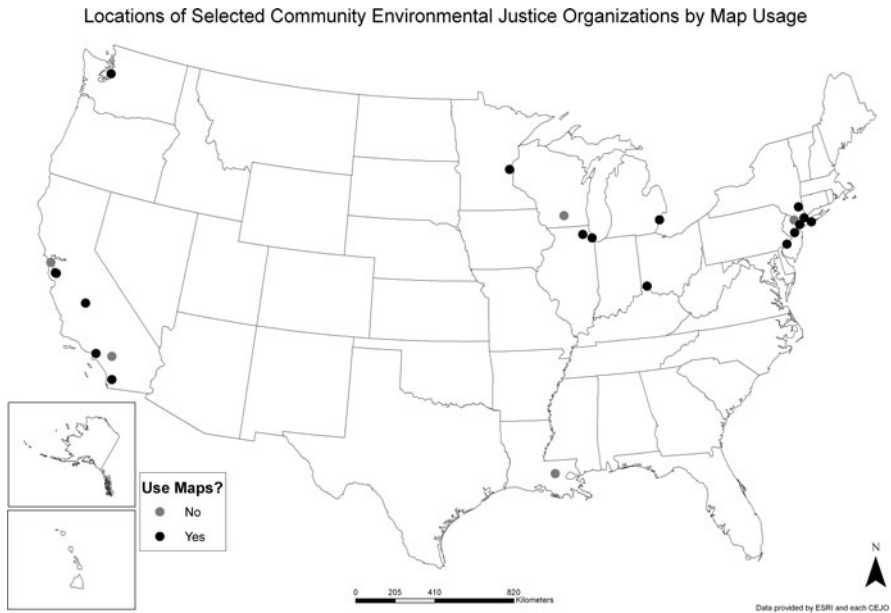 Locations of Selected Community Environmental Justice Organizations by Map Usage
Use Maps?
No
Yes
N
0 205 410 820
Kilometers
Data provided by ESRI and each CEJO